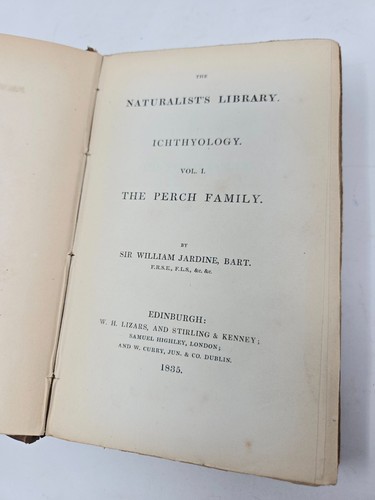 THE
NATURALIST'S LIBRARY.
ICHTHYOLOGY.
VOL. I.
THE PERCH FAMILY.
BY
SIR WILLIAM JARDINE, BART.
F.R.S.E., F.L.S., &c. &c.
EDINBURGH:
W. H. LIZARS, AND STIRLING & KENNEY;
SAMUEL HIGHLEY, LONDON;
AND W. CURRY, JUN. & CO. DUBLIN.
1835.